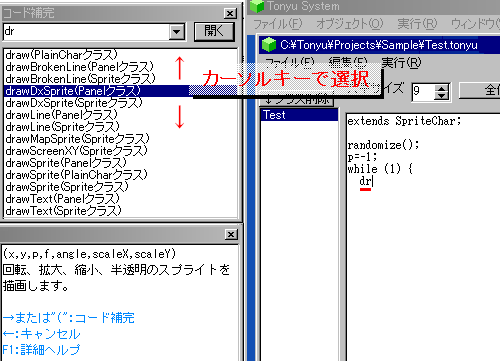 コード補完
dr
開く
draw(PlainCharクラス)
drawBrokenLine(Panelクラス)
drawBrokenLine(Spriteクラス)
drawDxSprite(Panelクラス)
drawDxSprite(Spriteクラス)
drawLine(Panelクラス)
drawLine(Spriteクラス)
drawMapSprite(Spriteクラス)
drawScreenXY(Spriteクラス)
drawSprite(Panelクラス)
drawSprite(PlainCharクラス)
drawSprite(Spriteクラス)
drawText(Panelクラス)
drawText(Spriteクラス)
↑
カーソルキーで選択
↓
(x,y,p,f,angle,scaleX,scaleY)
回転、拡大、縮小、半透明のスプライトを
描画します。
→または"(":コード補完
←:キャンセル
F1:詳細ヘルプ
Tonyu System
ファイル(F) オブジェクト(O) 実行(R) ウィンドウ
C:¥Tonyu¥Projects¥Sample¥Test.tonyu
ファイル(F) 編集(E) 実行(R)
サイズ 9
↓クラス削除
Test
extends SpriteChar;
randomize();
p=-1;
while (1) {
dr